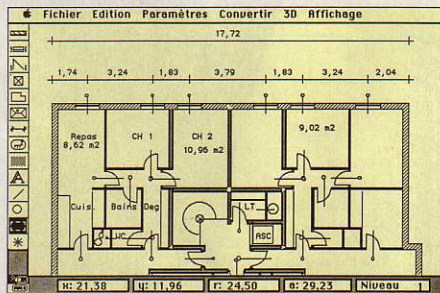 Fichier Edition Paramètres Convertir 3D Affichage
17,72
1,74 3,24 1,83 3,79 1,83 3,24 2,04
Repas CH 1 CH 2 9,02 m2
8,62 m2 10,96 m2
Cuis. Bains Deg LT
WC ASC
A
x: 21,38 y: 11,96 r: 24,50 a: 29,23 Niveau 1